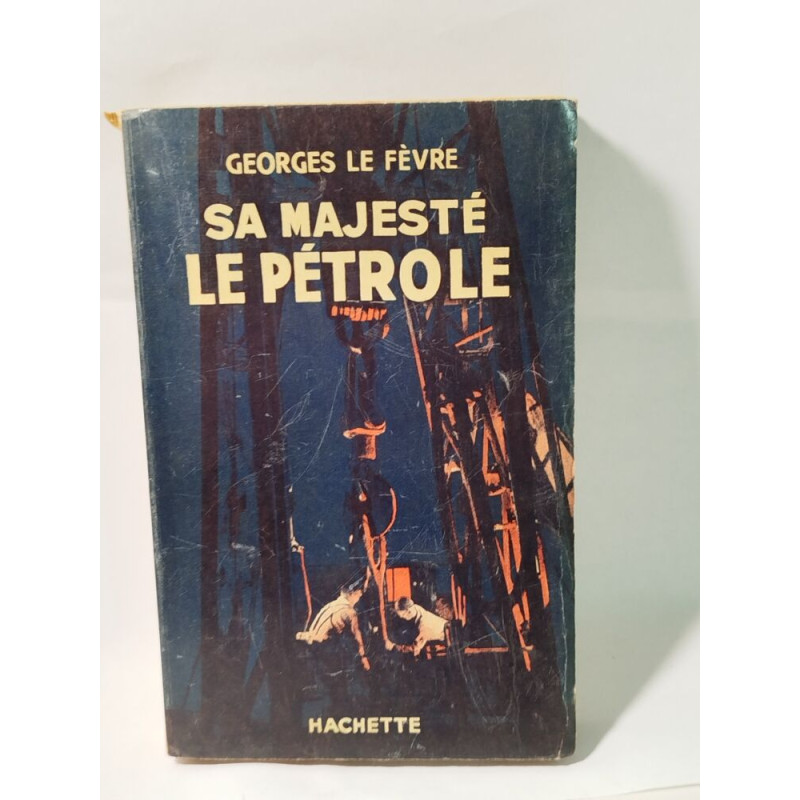 GEORGES LE FÈVRE
SA MAJESTÉ
LE PÉTROLE
HACHETTE